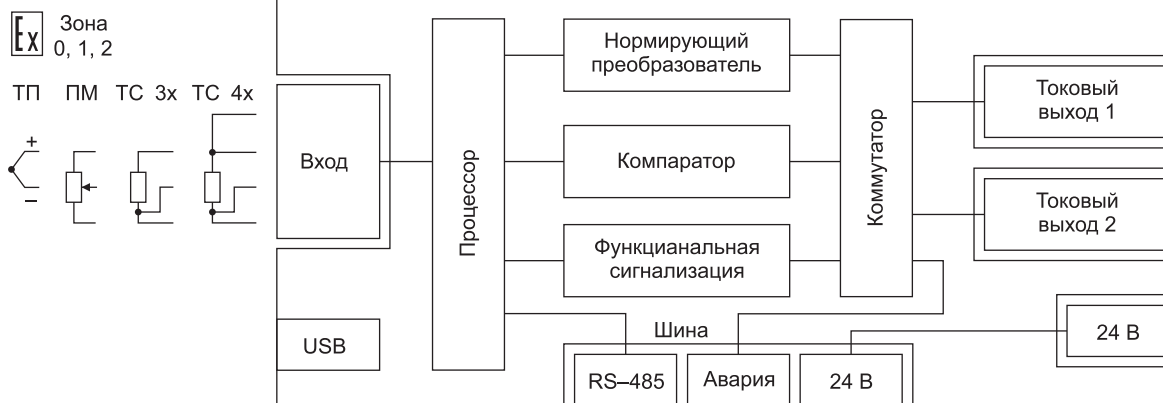 Ex Зона
0, 1, 2
ТП ПМ ТС 3х ТС 4х
+
–
Вход
USB
Процессор
Нормирующий
преобразователь
Компаратор
Функцианальная
сигнализация
Коммутатор
Токовый
выход 1
Токовый
выход 2
24 В
Шина
RS–485
Авария
24 В